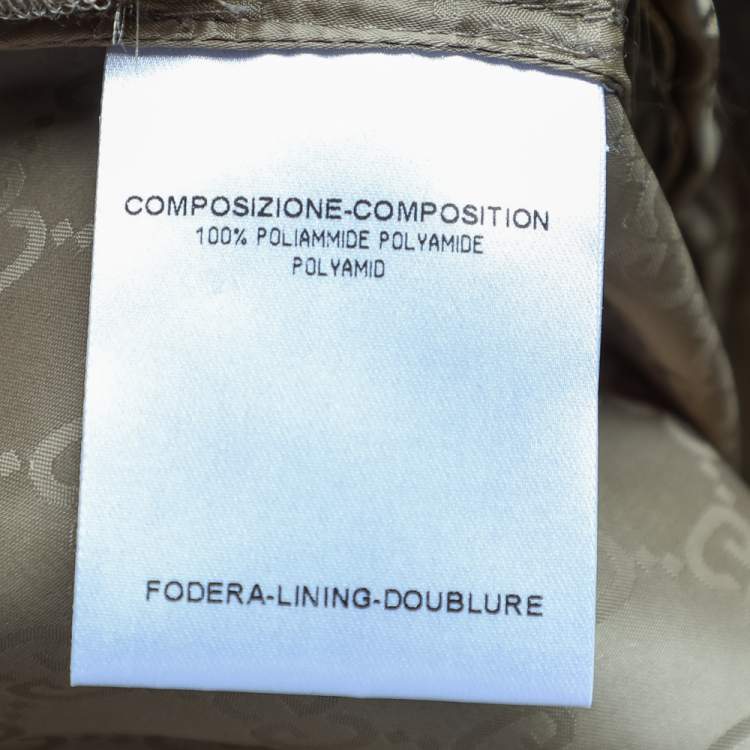 COMPOSIZIONE-COMPOSITION
100% POLIAMMIDE POLYAMIDE
POLYAMID
FODERA-LINING-DOUBLURE